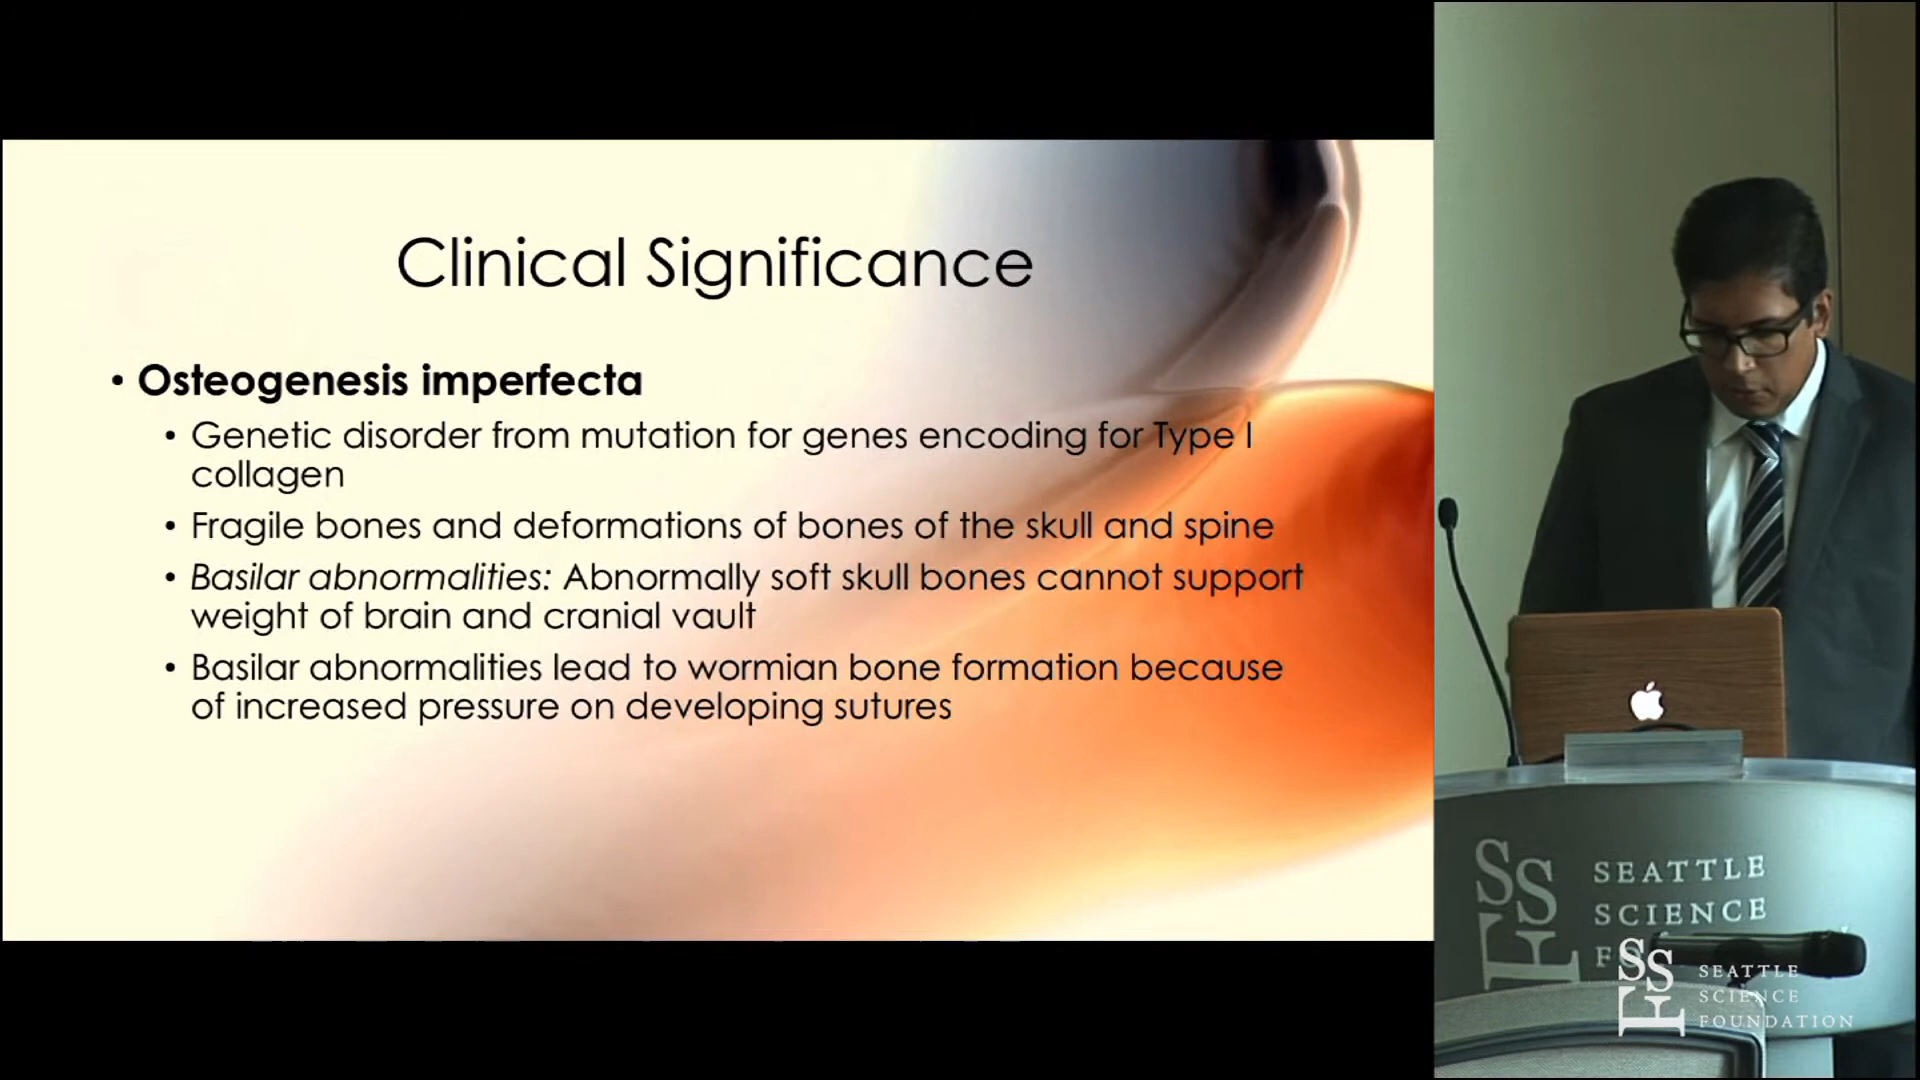 Clinical Significance
• Osteogenesis imperfecta
• Genetic disorder from mutation for genes encoding for Type I
collagen
• Fragile bones and deformations of bones of the skull and spine
• Basilar abnormalities: Abnormally soft skull bones cannot support
weight of brain and cranial vault
• Basilar abnormalities lead to wormian bone formation because
of increased pressure on developing sutures
SSF
SEATTLE
SCIENCE
SSF
SEATTLE
SCIENCE
FOUNDATION